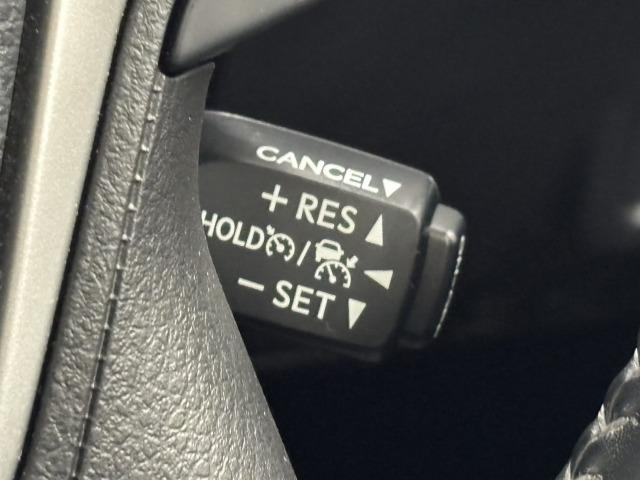 CANCEL▼
+ RES ▲
HOLD / ◀
− SET ▼